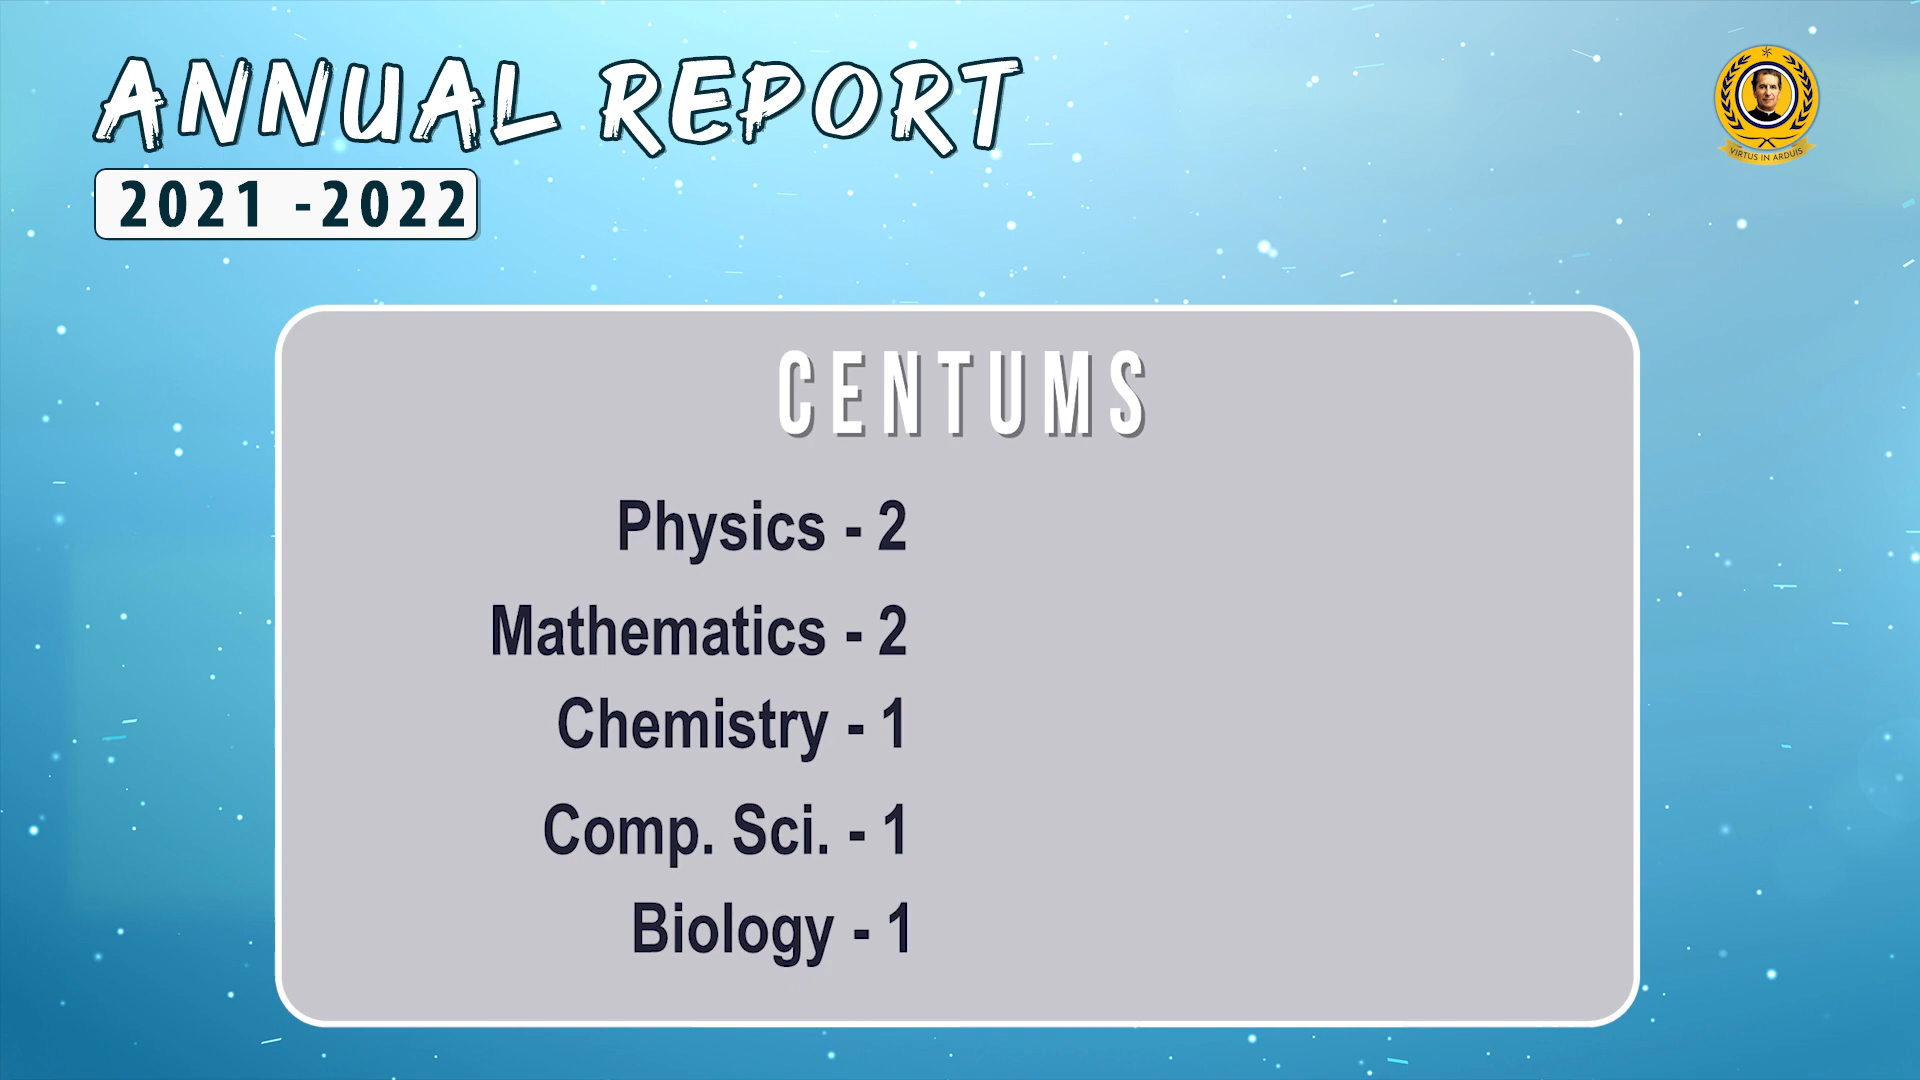 ANNUAL REPORT
2021 -2022
VIRTUS IN ARDUIS
CENTUMS
Physics - 2
Mathematics - 2
Chemistry - 1
Comp. Sci. - 1
Biology - 1